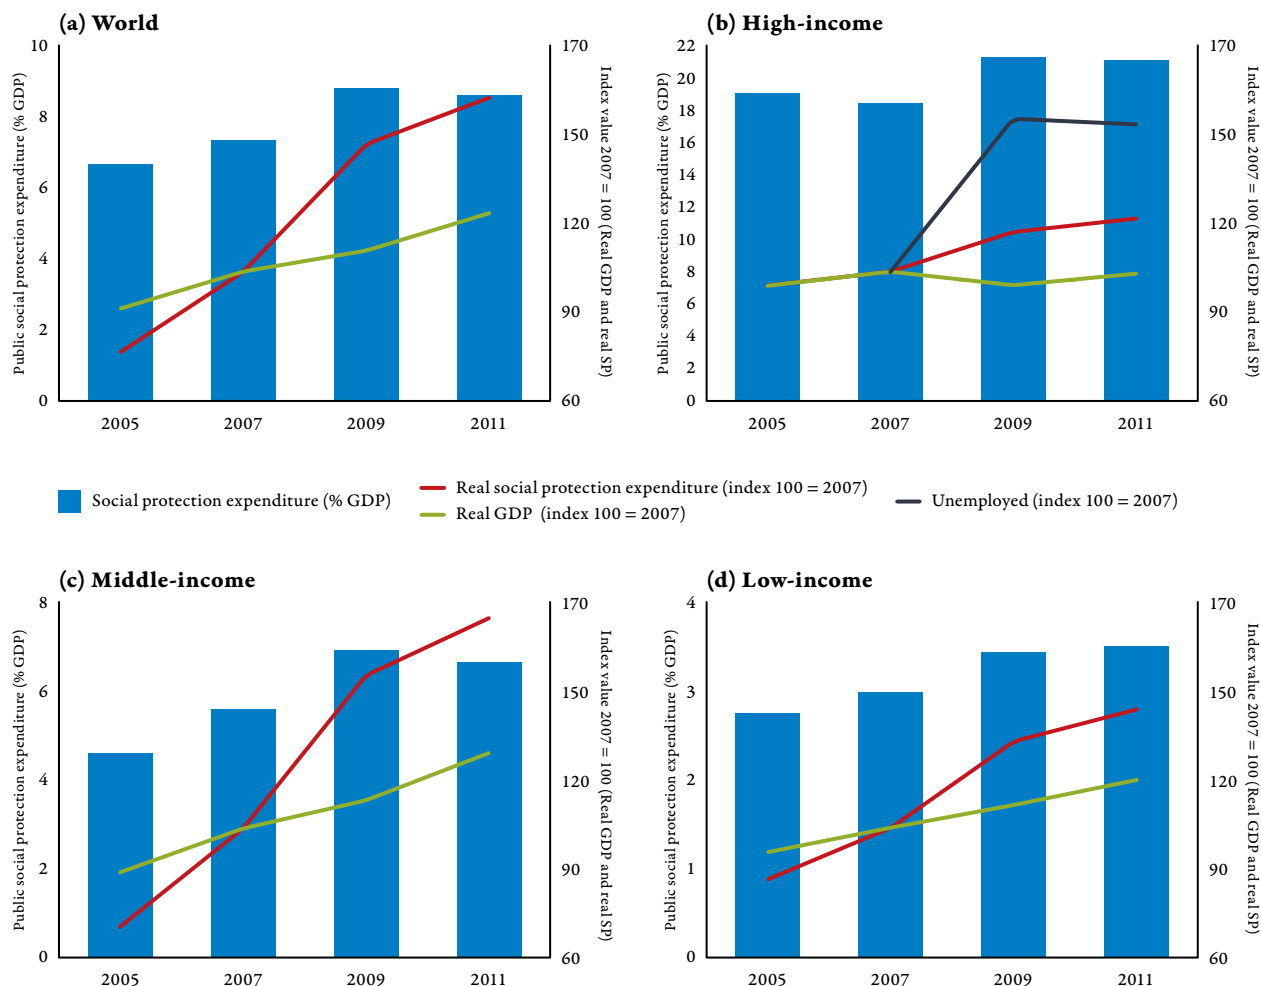 (a) World
Public social protection expenditure (% GDP)
10
8
6
4
2
0
170
150
120
90
60
Index value 2007 = 100 (Real GDP and real SP)
2005 2007 2009 2011
(b) High-income
Public social protection expenditure (% GDP)
22
20
18
16
14
12
10
8
6
4
2
0
170
150
120
90
60
Index value 2007 = 100 (Real GDP and real SP)
2005 2007 2009 2011
Social protection expenditure (% GDP)
Real social protection expenditure (index 100 = 2007)
Real GDP (index 100 = 2007)
Unemployed (index 100 = 2007)
(c) Middle-income
Public social protection expenditure (% GDP)
8
6
4
2
0
170
150
120
90
60
Index value 2007 = 100 (Real GDP and real SP)
2005 2007 2009 2011
(d) Low-income
Public social protection expenditure (% GDP)
4
3
2
1
0
170
150
120
90
60
Index value 2007 = 100 (Real GDP and real SP)
2005 2007 2009 2011